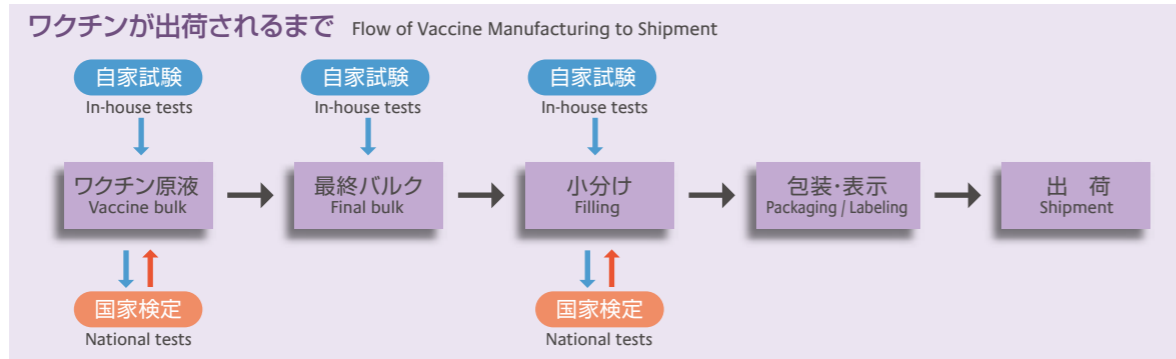 ワクチンが出荷されるまで Flow of Vaccine Manufacturing to Shipment
自家試験
In-house tests
自家試験
In-house tests
自家試験
In-house tests
ワクチン原液
Vaccine bulk
最終バルク
Final bulk
小分け
Filling
包装・表示
Packaging / Labeling
出 荷
Shipment
国家検定
National tests
国家検定
National tests